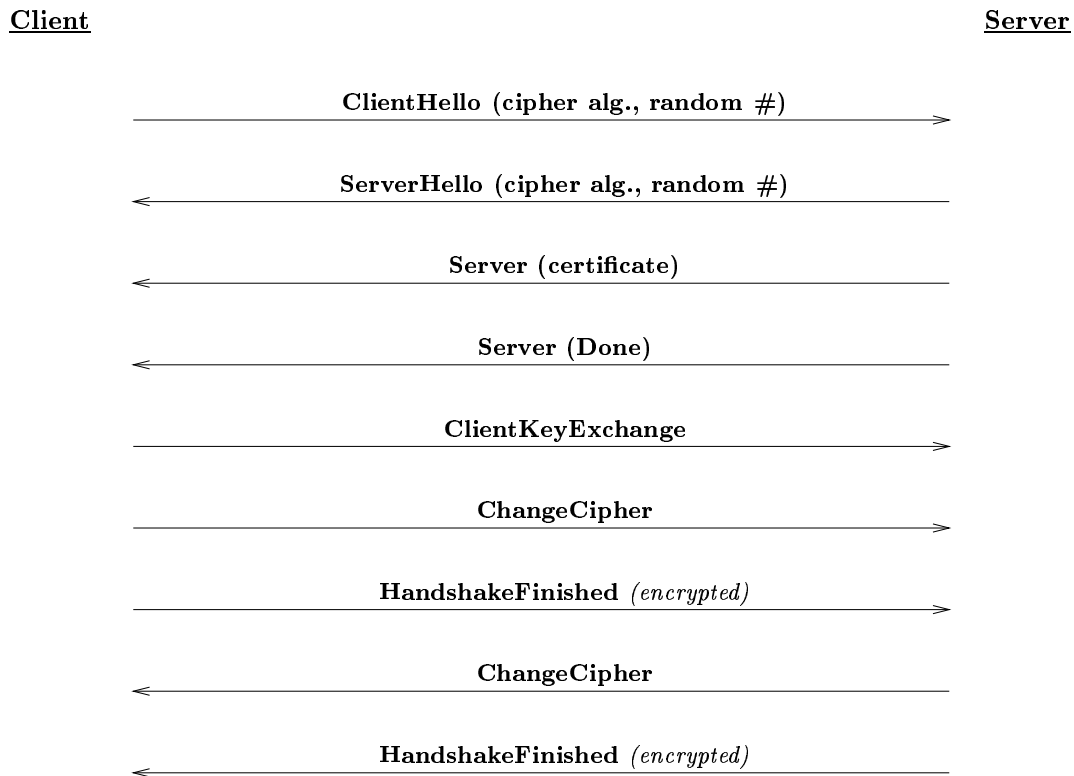 Client
Server
ClientHello (cipher alg., random #)
ServerHello (cipher alg., random #)
Server (certificate)
Server (Done)
ClientKeyExchange
ChangeCipher
HandshakeFinished (encrypted)
ChangeCipher
HandshakeFinished (encrypted)